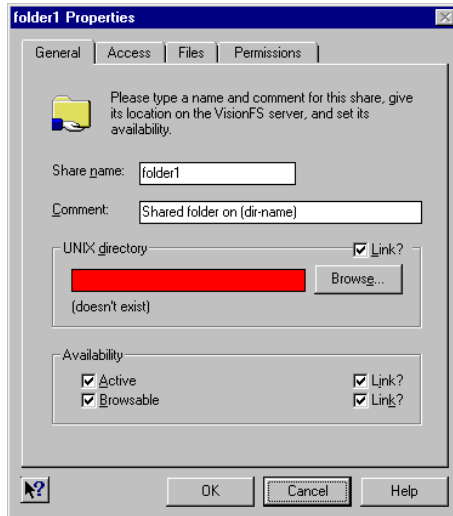 folder1 Properties
General Access Files Permissions
Please type a name and comment for this share, give
its location on the VisionFS server, and set its
availability.
Share name: folder1
Comment: Shared folder on (dir-name)
UNIX directory Link?
Browse...
(doesn't exist)
Availability
Active Link?
Browsable Link?
OK Cancel Help